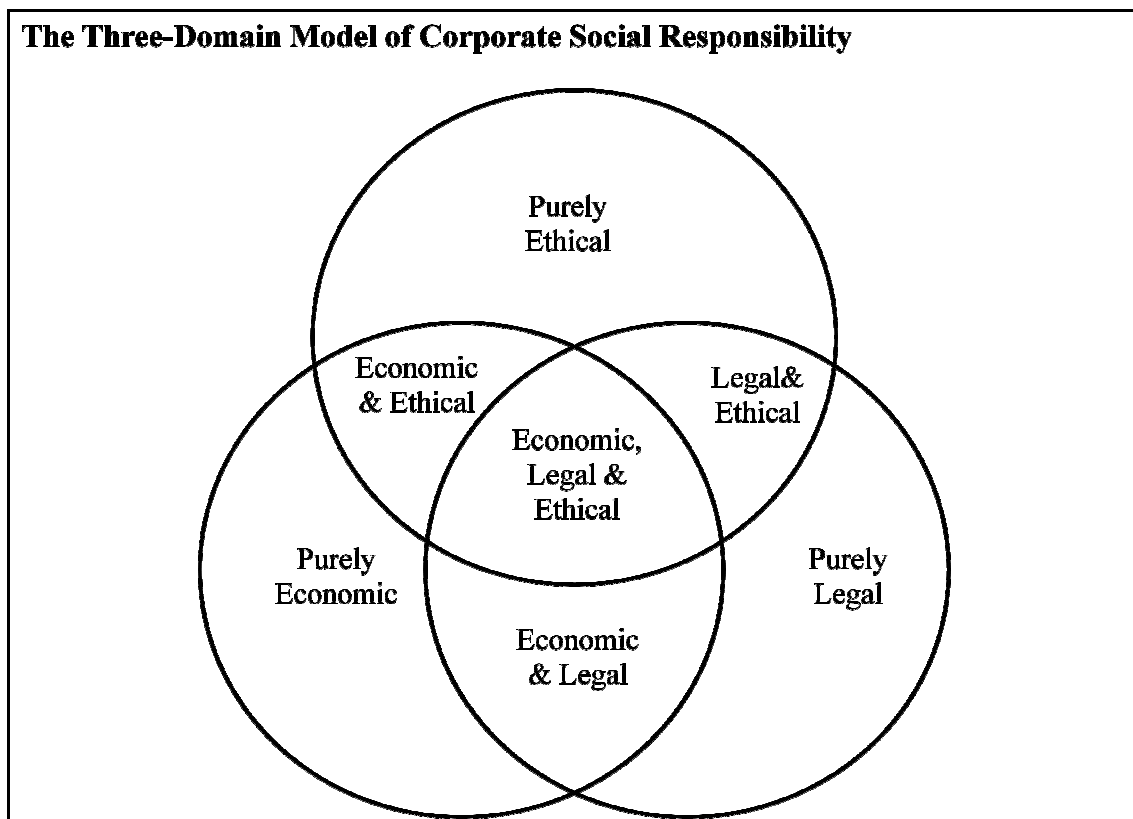 The Three-Domain Model of Corporate Social Responsibility
Purely
Ethical
Economic
& Ethical
Legal&
Ethical
Economic,
Legal &
Ethical
Purely
Economic
Purely
Legal
Economic
& Legal